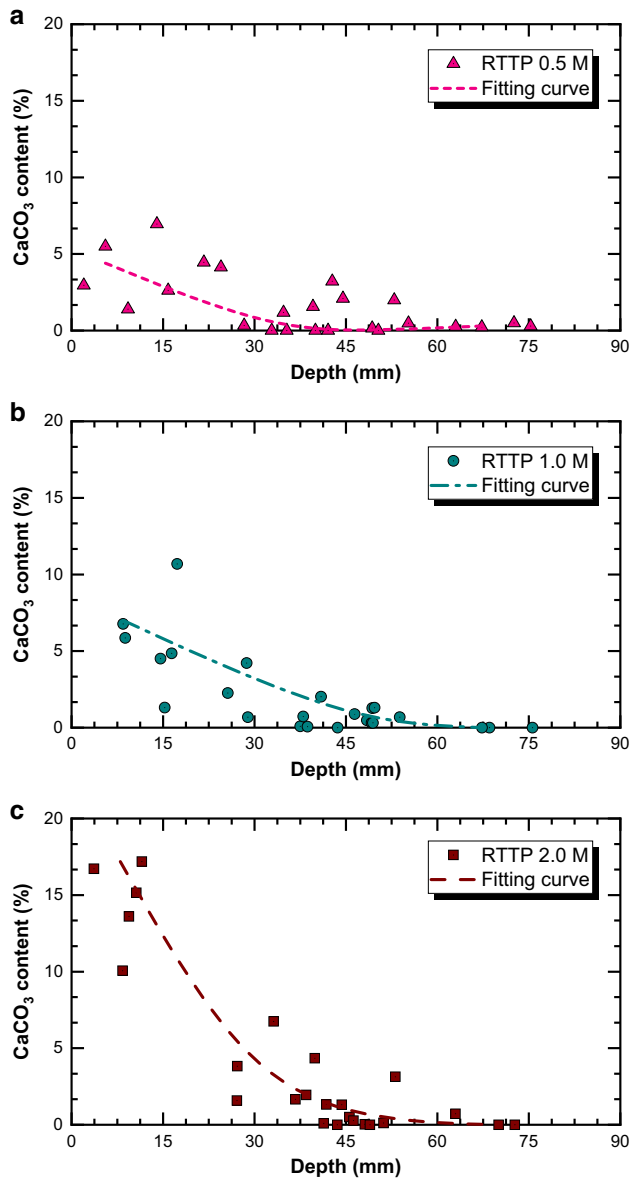 a
20
15
10
5
0
CaCO₃ content (%)
RTTP 0.5 M
Fitting curve
0 15 30 45 60 75 90
Depth (mm)
b
20
15
10
5
0
CaCO₃ content (%)
RTTP 1.0 M
Fitting curve
0 15 30 45 60 75 90
Depth (mm)
c
20
15
10
5
0
CaCO₃ content (%)
RTTP 2.0 M
Fitting curve
0 15 30 45 60 75 90
Depth (mm)